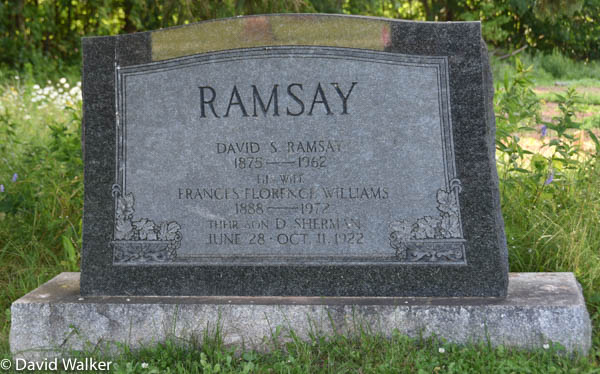 RAMSAY
DAVID S. RAMSAY
1875 — 1962
HIS WIFE
FRANCES FLORENCE WILLIAMS
1888 — 1972
THEIR SON D. SHERMAN
JUNE 28 - OCT. 11. 1922
© David Walker